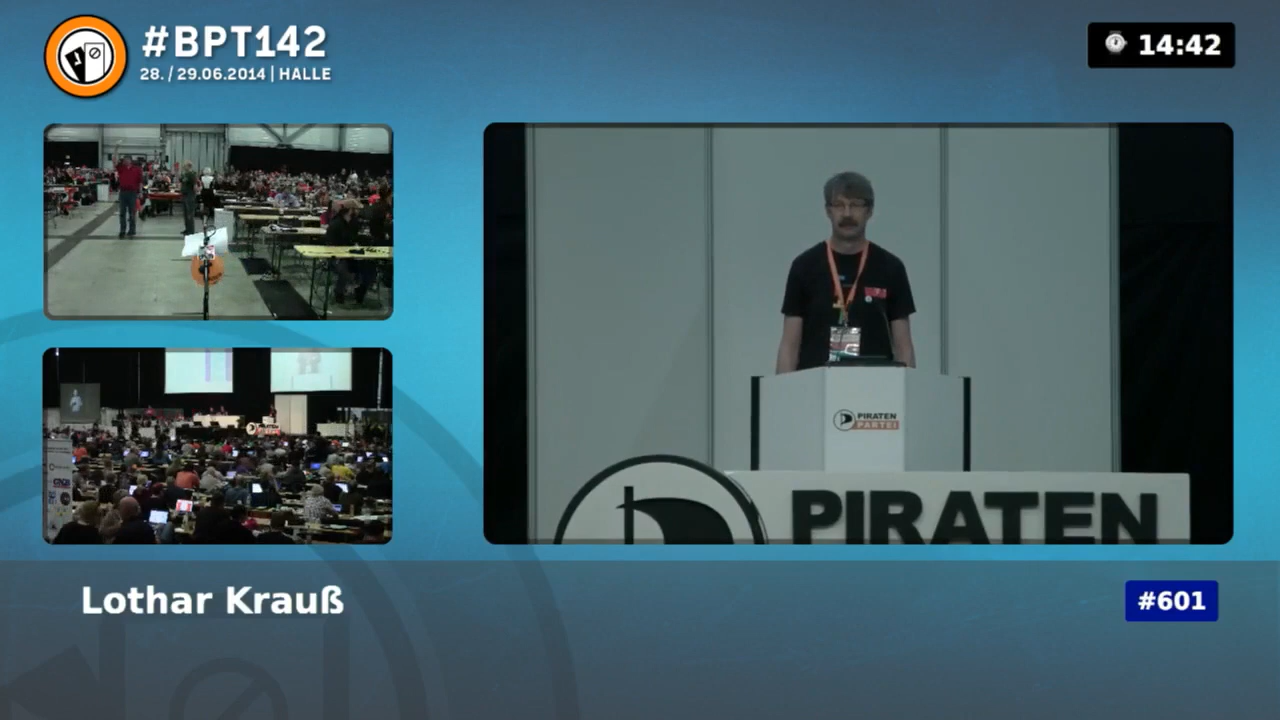 #BPT142
28. / 29.06.2014 | HALLE
14:42
PIRATEN
PARTEI
PIRATEN
Lothar Krauß
#601